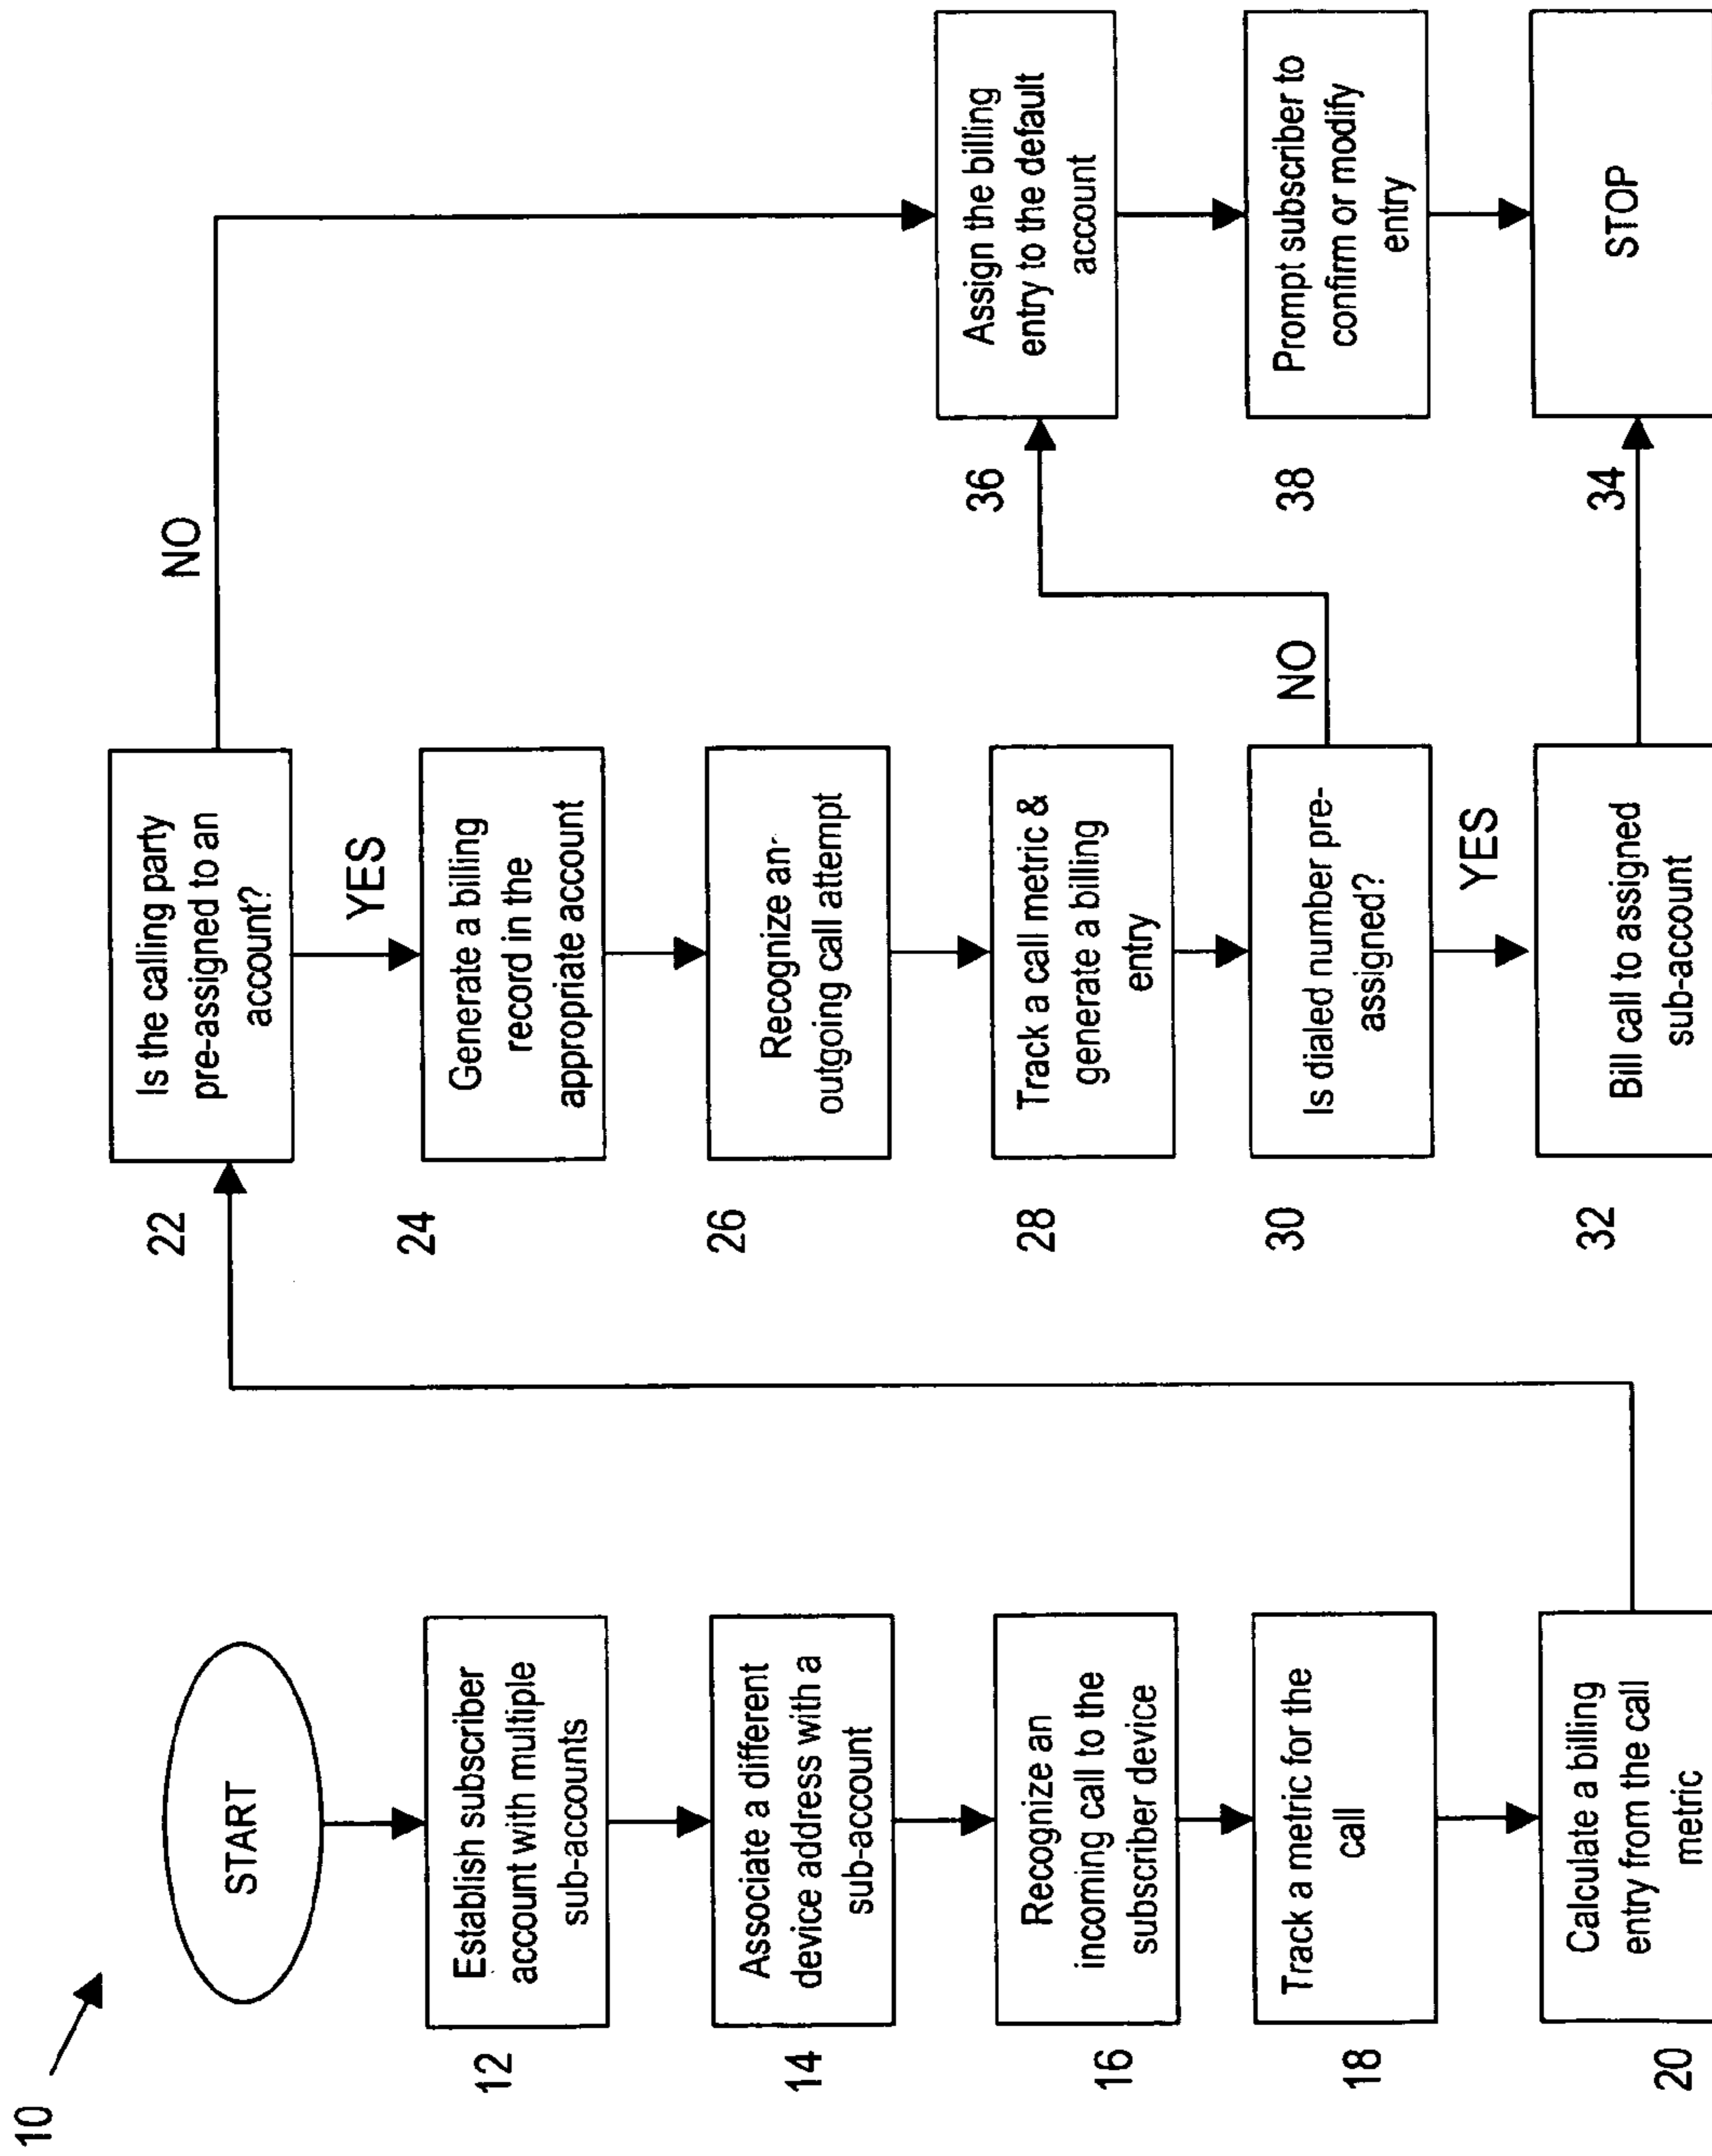 10
START
12
Establish subscriber
account with multiple
sub-accounts
14
Associate a different
device address with a
sub-account
16
Recognize an
incoming call to the
subscriber device
18
Track a metric for the
call
20
Calculate a billing
entry from the call
metric
22
Is the calling party
pre-assigned to an
account?
NO
YES
24
Generate a billing
record in the
appropriate account
26
Recognize an
outgoing call attempt
28
Track a call metric &
generate a billing
entry
30
Is dialed number pre-
assigned?
NO
YES
32
Bill call to assigned
sub-account
36
Assign the billing
entry to the default
account
38
Prompt subscriber to
confirm or modify
entry
34
STOP